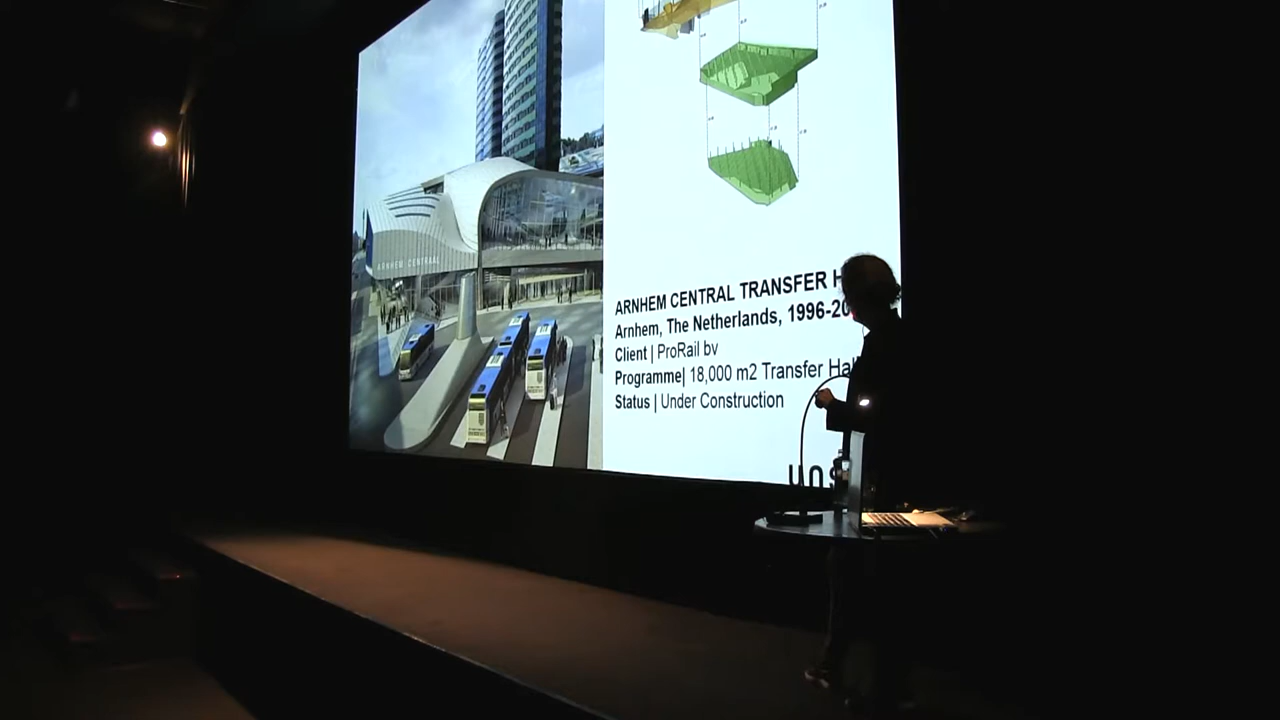 ARNHEM CENTRAAL
ARNHEM CENTRAL TRANSFER H
Arnhem, The Netherlands, 1996-20
Client | ProRail bv
Programme| 18,000 m2 Transfer Hal
Status | Under Construction
uns